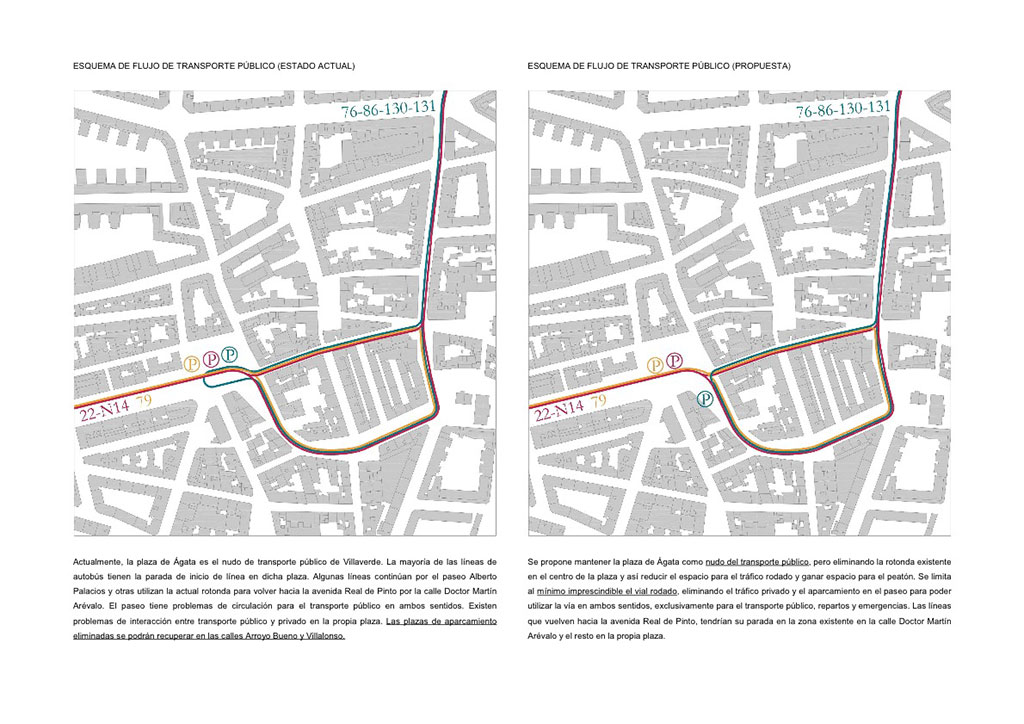 ESQUEMA DE FLUJO DE TRANSPORTE PÚBLICO (ESTADO ACTUAL)
76-86-130-131
P P P
22-N14 79
Actualmente, la plaza de Ágata es el nudo de transporte público de Villaverde. La mayoría de las líneas de
autobús tienen la parada de inicio de línea en dicha plaza. Algunas líneas continúan por el paseo Alberto
Palacios y otras utilizan la actual rotonda para volver hacia la avenida Real de Pinto por la calle Doctor Martín
Arévalo. El paseo tiene problemas de circulación para el transporte público en ambos sentidos. Existen
problemas de interacción entre transporte público y privado en la propia plaza. Las plazas de aparcamiento
eliminadas se podrán recuperar en las calles Arroyo Bueno y Villalonso.
ESQUEMA DE FLUJO DE TRANSPORTE PÚBLICO (PROPUESTA)
76-86-130-131
P P
P
22-N14 79
Se propone mantener la plaza de Ágata como nudo del transporte público, pero eliminando la rotonda existente
en el centro de la plaza y así reducir el espacio para el tráfico rodado y ganar espacio para el peatón. Se limita
al mínimo imprescindible el vial rodado, eliminando el tráfico privado y el aparcamiento en el paseo para poder
utilizar la vía en ambos sentidos, exclusivamente para el transporte público, repartos y emergencias. Las líneas
que vuelven hacia la avenida Real de Pinto, tendrían su parada en la zona existente en la calle Doctor Martín
Arévalo y el resto en la propia plaza.